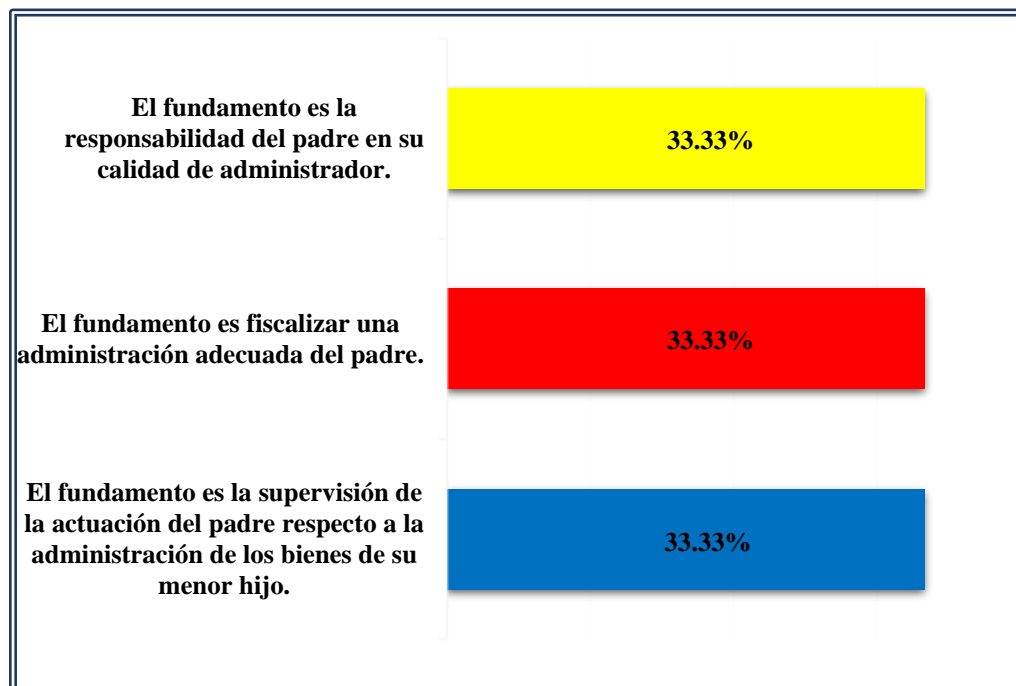 El fundamento es la
responsabilidad del padre en su
calidad de administrador.
33.33%
El fundamento es fiscalizar una
administración adecuada del padre.
33.33%
El fundamento es la supervisión de
la actuación del padre respecto a la
administración de los bienes de su
menor hijo.
33.33%